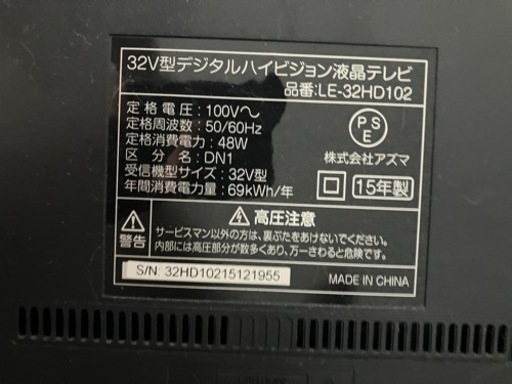 32V型デジタルハイビジョン液晶テレビ
品番:LE-32HD102
定格電圧:100V〜
定格周波数:50/60Hz
定格消費電力:48W
区分名:DN1
受信機型サイズ:32V型
年間消費電力量:69kWh/年
PSE
株式会社アズマ
15年製
警告
高圧注意
サービスマン以外の方は、裏ぶたをあけないでください。
内部には高圧部分が数多くあり、万一さわると危険です。
S/N: 32HD10215121955
MADE IN CHINA